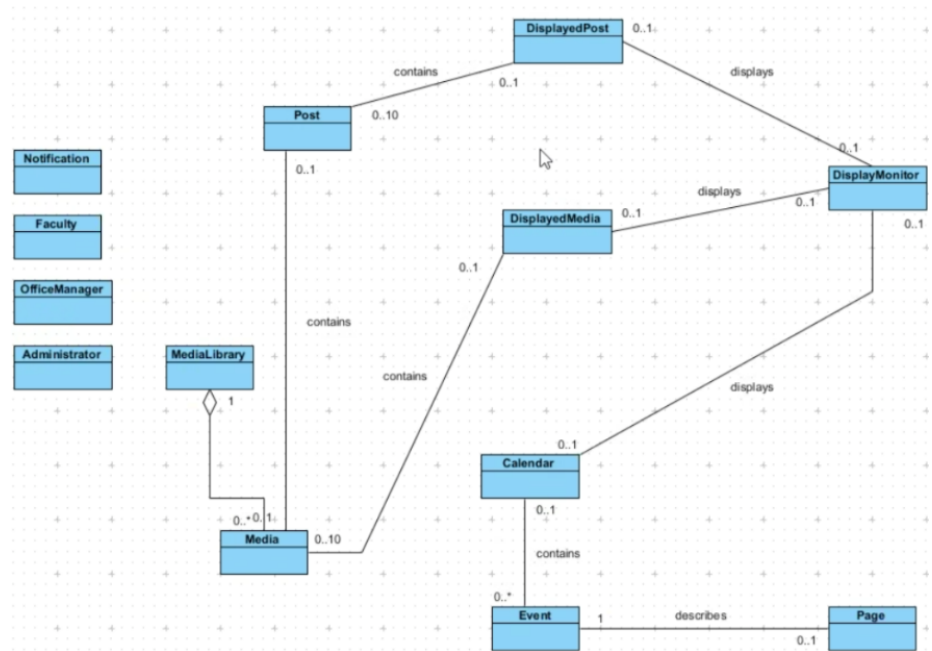 DisplayedPost
0..1
contains
0..1
displays
Post
0..10
0..1
0..1
Notification
DisplayMonitor
displays
0..1
0..1
0..1
DisplayedMedia
Faculty
0..1
OfficeManager
contains
Administrator
MediaLibrary
contains
displays
1
0..1
Calendar
0..1
0..*
0..1
Media
0..10
contains
0..*
Event
1
describes
Page
0..1